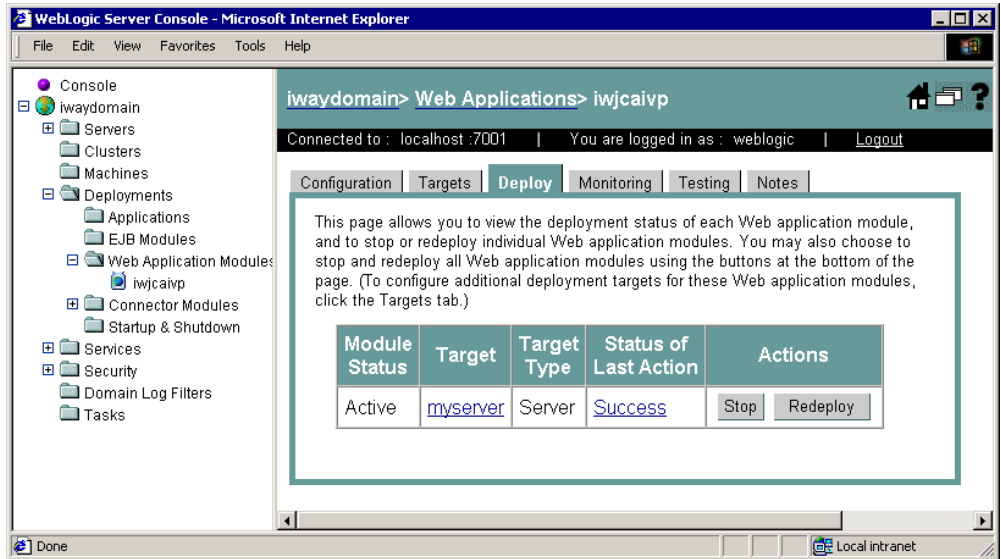 WebLogic Server Console - Microsoft Internet Explorer
File Edit View Favorites Tools Help
Console
iwaydomain
Servers
Clusters
Machines
Deployments
Applications
EJB Modules
Web Application Modules
iwjcaivp
Connector Modules
Startup & Shutdown
Services
Security
Domain Log Filters
Tasks
iwaydomain> Web Applications> iwjcaivp
?
Connected to : localhost :7001 | You are logged in as : weblogic | Logout
Configuration Targets Deploy Monitoring Testing Notes
This page allows you to view the deployment status of each Web application module,
and to stop or redeploy individual Web application modules. You may also choose to
stop and redeploy all Web application modules using the buttons at the bottom of the
page. (To configure additional deployment targets for these Web application modules,
click the Targets tab.)
Module Status Target Target Type Status of Last Action Actions
Active myserver Server Success Stop Redeploy
Done Local intranet